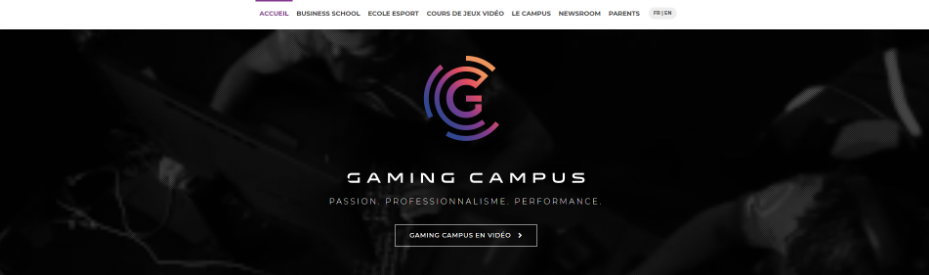 ACCUEIL BUSINESS SCHOOL ECOLE ESPORT COURS DE JEUX VIDÉO LE CAMPUS NEWSROOM PARENTS FR | EN
GAMING CAMPUS
PASSION. PROFESSIONNALISME. PERFORMANCE.
GAMING CAMPUS EN VIDÉO